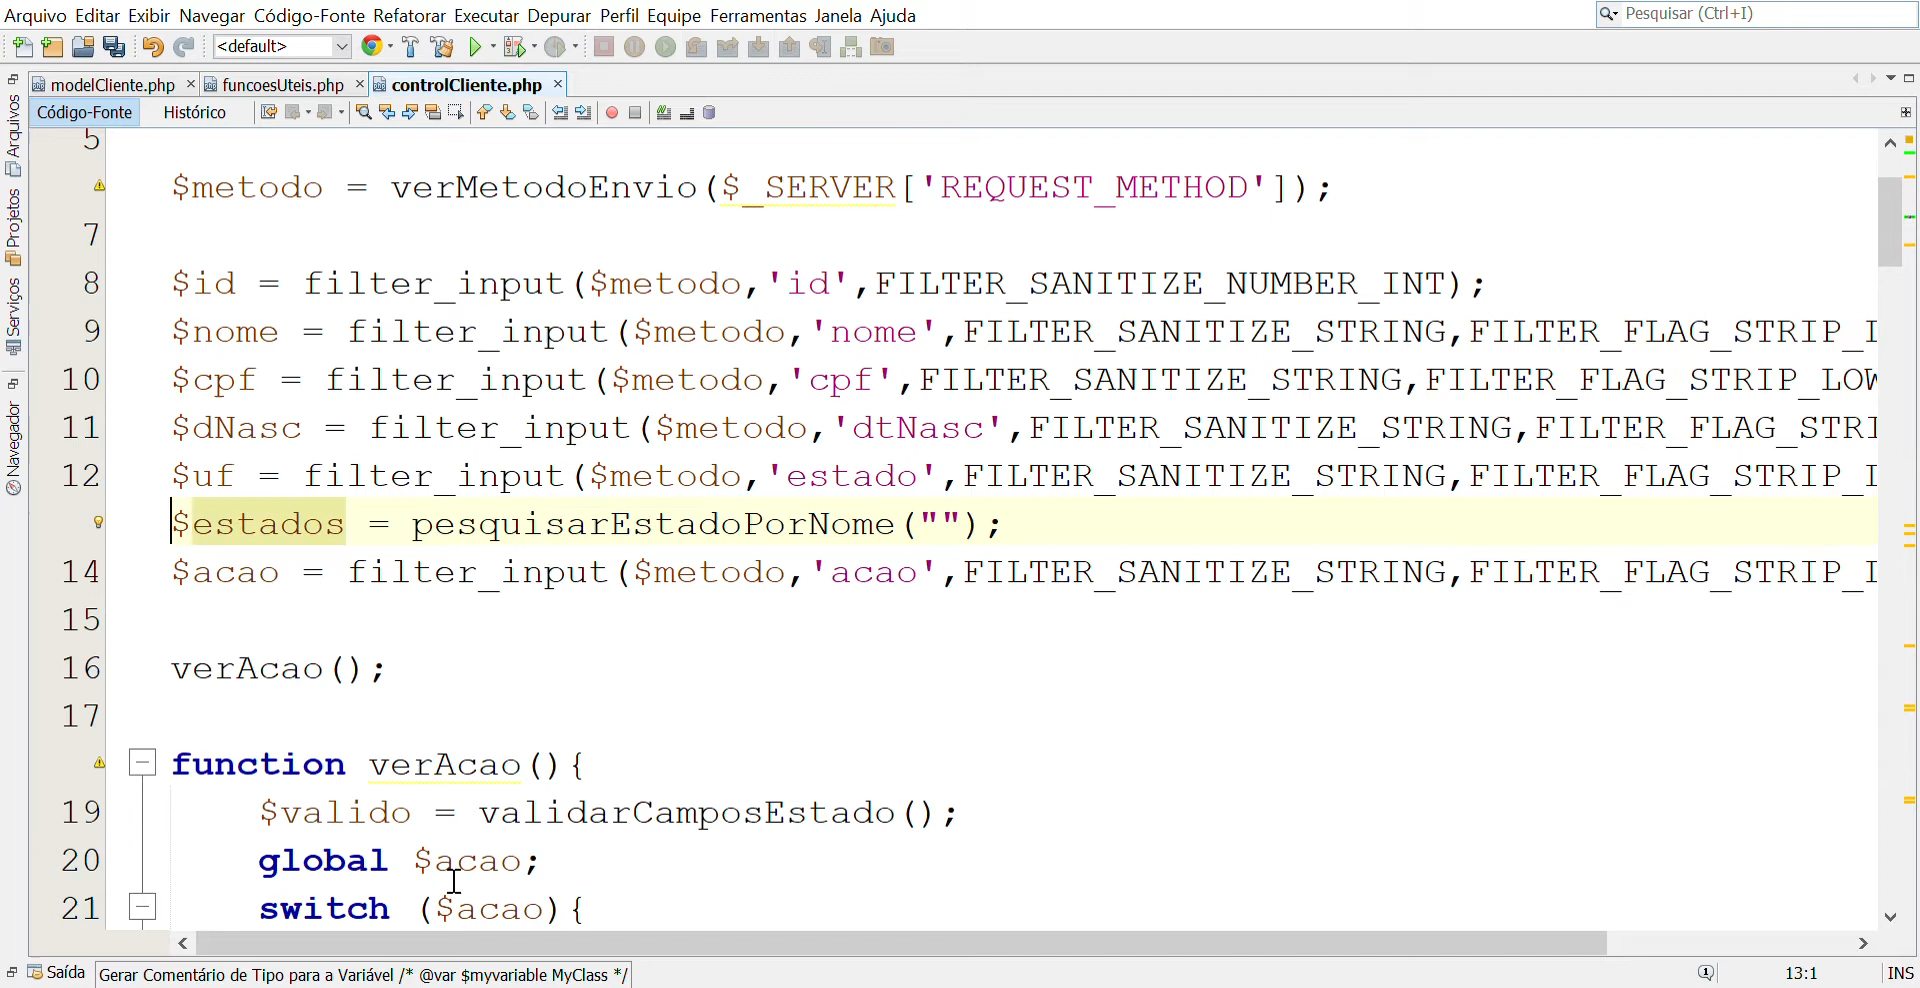 Arquivo Editar Exibir Navegar Código-Fonte Refatorar Executar Depurar Perfil Equipe Ferramentas Janela Ajuda
Pesquisar (Ctrl+I)
<default>
modelCliente.php × funcoesUteis.php × controlCliente.php ×
Código-Fonte Histórico
Arquivos
Projetos
Serviços
Navegador
5
$metodo = verMetodoEnvio($_SERVER['REQUEST_METHOD']);
7
8 $id = filter_input($metodo,'id',FILTER_SANITIZE_NUMBER_INT);
9 $nome = filter_input($metodo,'nome',FILTER_SANITIZE_STRING,FILTER_FLAG_STRIP_
10 $cpf = filter_input($metodo,'cpf',FILTER_SANITIZE_STRING,FILTER_FLAG_STRIP_LOW
11 $dNasc = filter_input($metodo,'dtNasc',FILTER_SANITIZE_STRING,FILTER_FLAG_STRI
12 $uf = filter_input($metodo,'estado',FILTER_SANITIZE_STRING,FILTER_FLAG_STRIP_
$estados = pesquisarEstadoPorNome("");
14 $acao = filter_input($metodo,'acao',FILTER_SANITIZE_STRING,FILTER_FLAG_STRIP_
15
16 verAcao();
17
function verAcao(){
19 $valido = validarCamposEstado();
20 global $acao;
21 switch ($acao){
Saída Gerar Comentário de Tipo para a Variável /* @var $myvariable MyClass */
13:1 INS